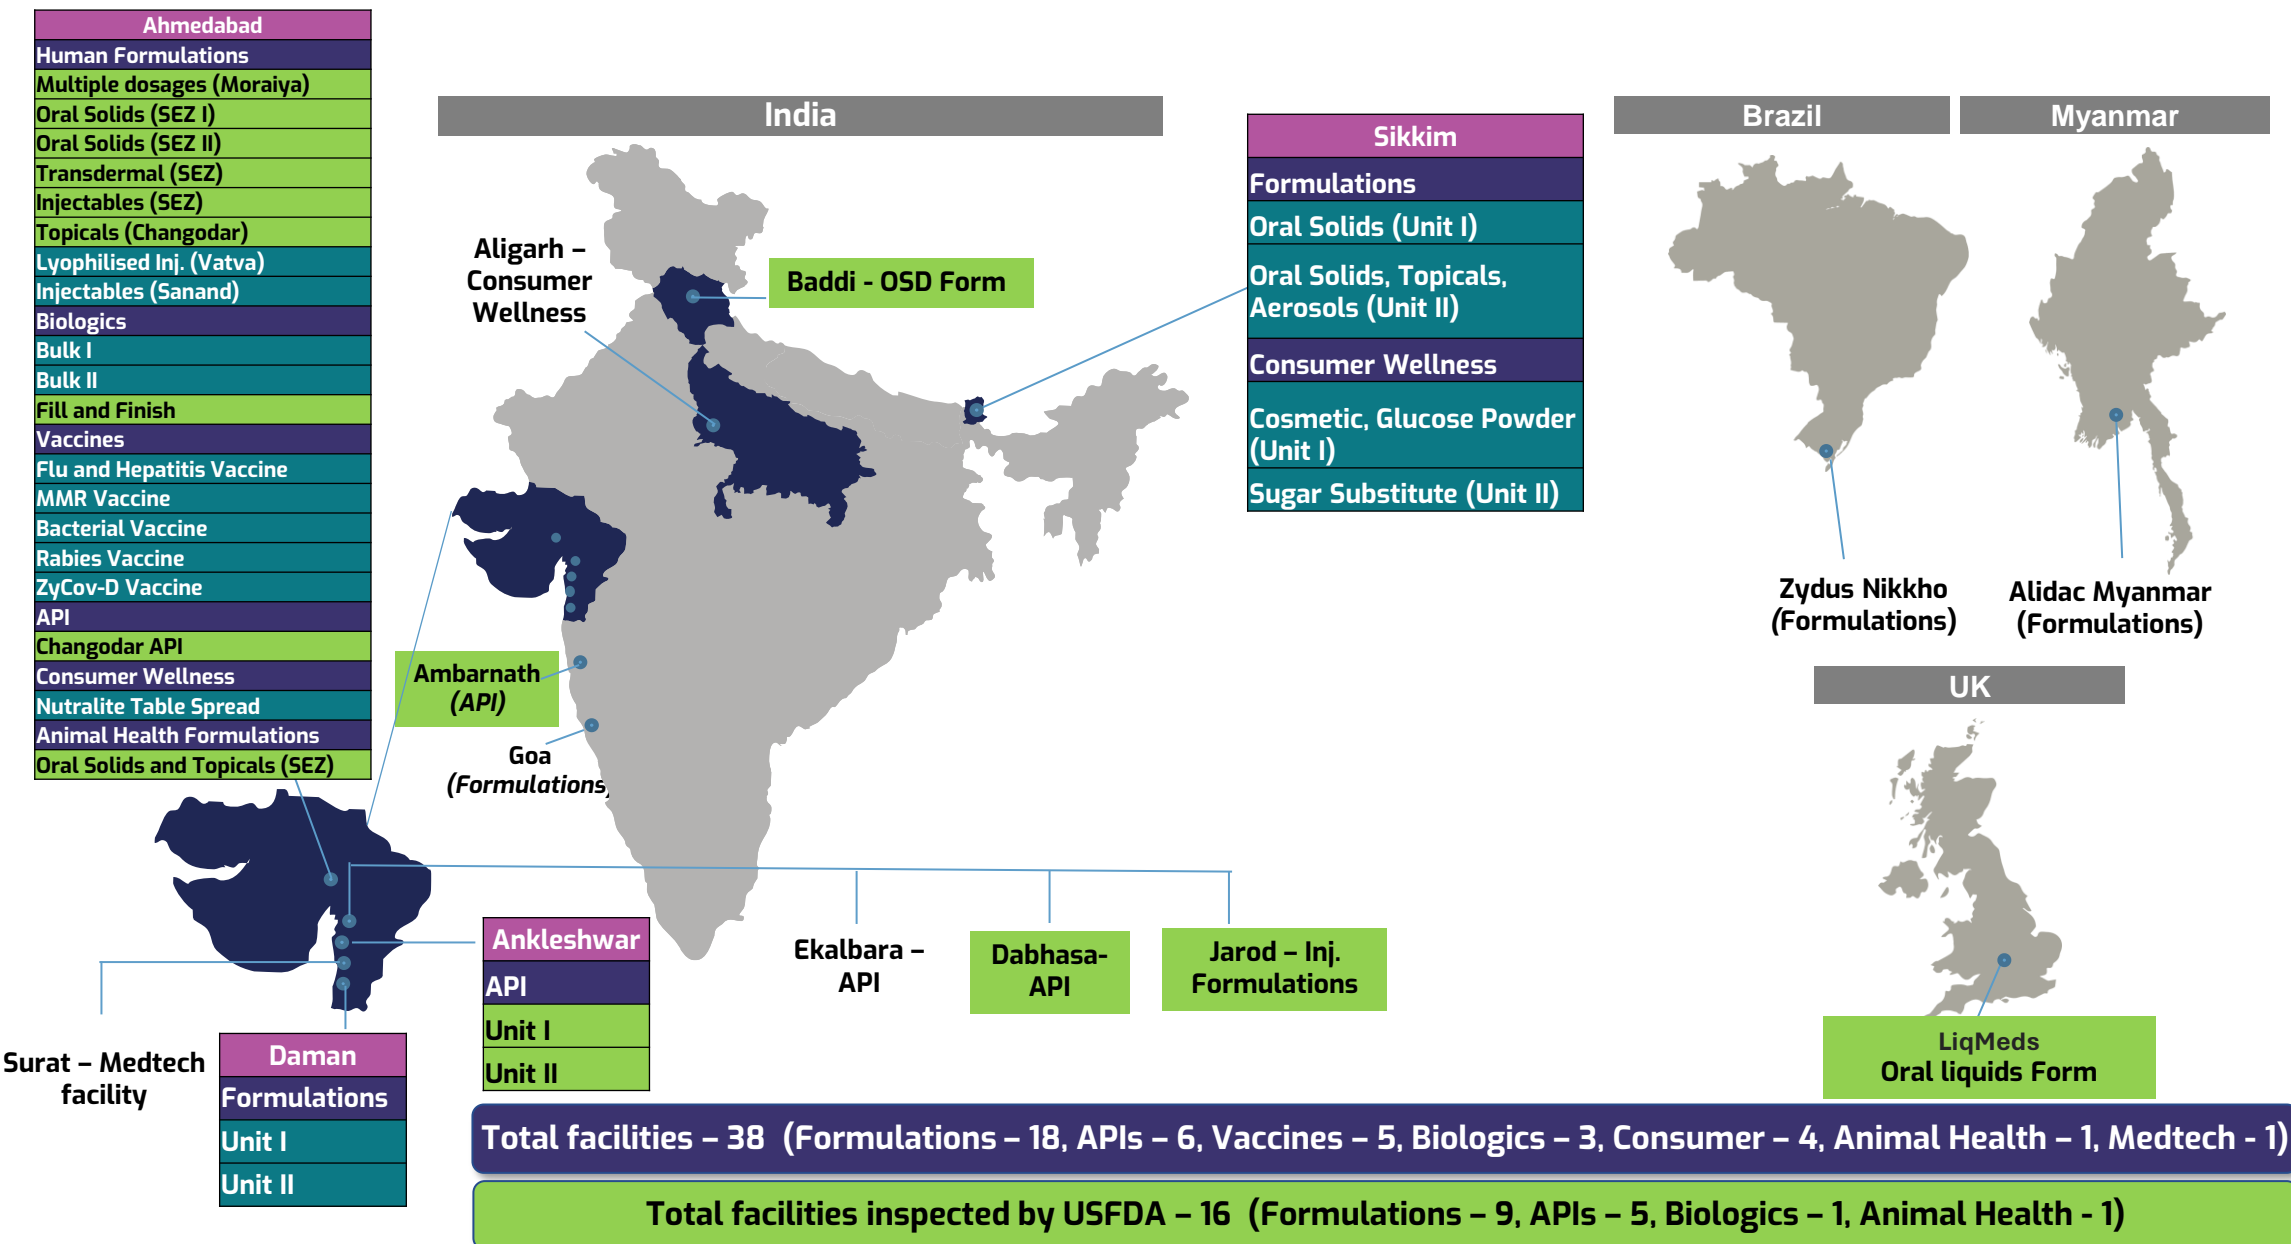 Ahmedabad
Human Formulations
Multiple dosages (Moraiya)
Oral Solids (SEZ I)
Oral Solids (SEZ II)
Transdermal (SEZ)
Injectables (SEZ)
Topicals (Changodar)
Lyophilised Inj. (Vatva)
Injectables (Sanand)
Biologics
Bulk I
Bulk II
Fill and Finish
Vaccines
Flu and Hepatitis Vaccine
MMR Vaccine
Bacterial Vaccine
Rabies Vaccine
ZyCov-D Vaccine
API
Changodar API
Consumer Wellness
Nutralite Table Spread
Animal Health Formulations
Oral Solids and Topicals (SEZ)
India
Aligarh –
Consumer
Wellness
Baddi - OSD Form
Ambarnath
(API)
Goa
(Formulations)
Sikkim
Formulations
Oral Solids (Unit I)
Oral Solids, Topicals,
Aerosols (Unit II)
Consumer Wellness
Cosmetic, Glucose Powder
(Unit I)
Sugar Substitute (Unit II)
Brazil
Zydus Nikkho
(Formulations)
Myanmar
Alidac Myanmar
(Formulations)
UK
LiqMeds
Oral liquids Form
Surat – Medtech
facility
Daman
Formulations
Unit I
Unit II
Ankleshwar
API
Unit I
Unit II
Ekalbara –
API
Dabhasa-
API
Jarod – Inj.
Formulations
Total facilities – 38 (Formulations – 18, APIs – 6, Vaccines – 5, Biologics – 3, Consumer – 4, Animal Health – 1, Medtech - 1)
Total facilities inspected by USFDA – 16 (Formulations – 9, APIs – 5, Biologics – 1, Animal Health - 1)